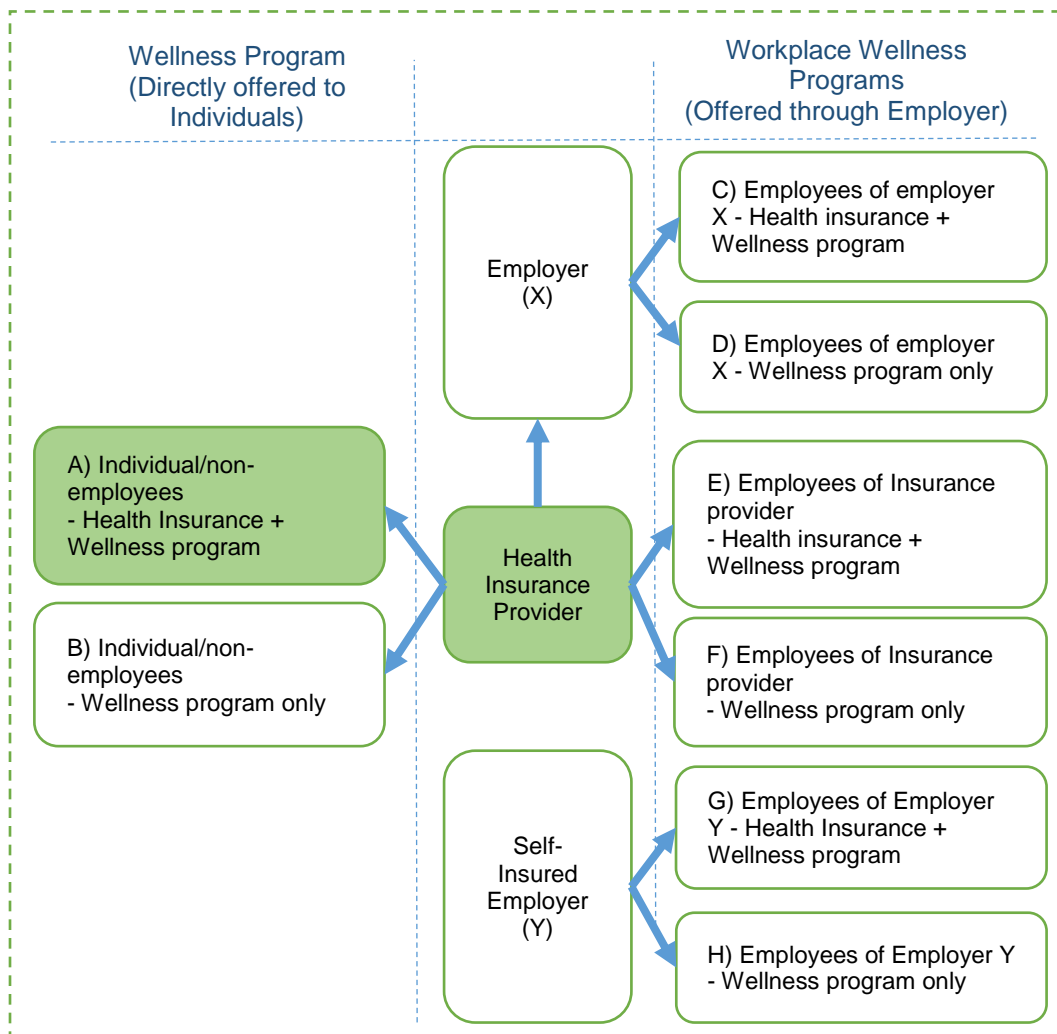 Wellness Program
(Directly offered to
Individuals)
Workplace Wellness
Programs
(Offered through Employer)
Employer
(X)
C) Employees of employer
X - Health insurance +
Wellness program
D) Employees of employer
X - Wellness program only
A) Individual/non-
employees
- Health Insurance +
Wellness program
B) Individual/non-
employees
- Wellness program only
Health
Insurance
Provider
E) Employees of Insurance
provider
- Health insurance +
Wellness program
F) Employees of Insurance
provider
- Wellness program only
Self-
Insured
Employer
(Y)
G) Employees of Employer
Y - Health Insurance +
Wellness program
H) Employees of Employer Y
- Wellness program only